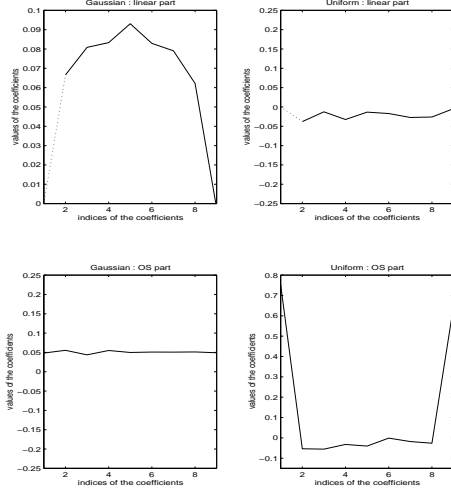 Gaussian : linear part
0.1
0.09
0.08
0.07
0.06
0.05
0.04
0.03
0.02
0.01
0
values of the coefficients
2 4 6 8
indices of the coefficients
Uniform : linear part
0.25
0.2
0.15
0.1
0.05
0
−0.05
−0.1
−0.15
−0.2
−0.25
values of the coefficients
2 4 6 8
indices of the coefficients
Gaussian : OS part
0.25
0.2
0.15
0.1
0.05
0
−0.05
−0.1
−0.15
−0.2
−0.25
values of the coefficients
2 4 6 8
indices of the coefficients
Uniform : OS part
0.8
0.7
0.6
0.5
0.4
0.3
0.2
0.1
0
−0.1
values of the coefficients
2 4 6 8
indices of the coefficients